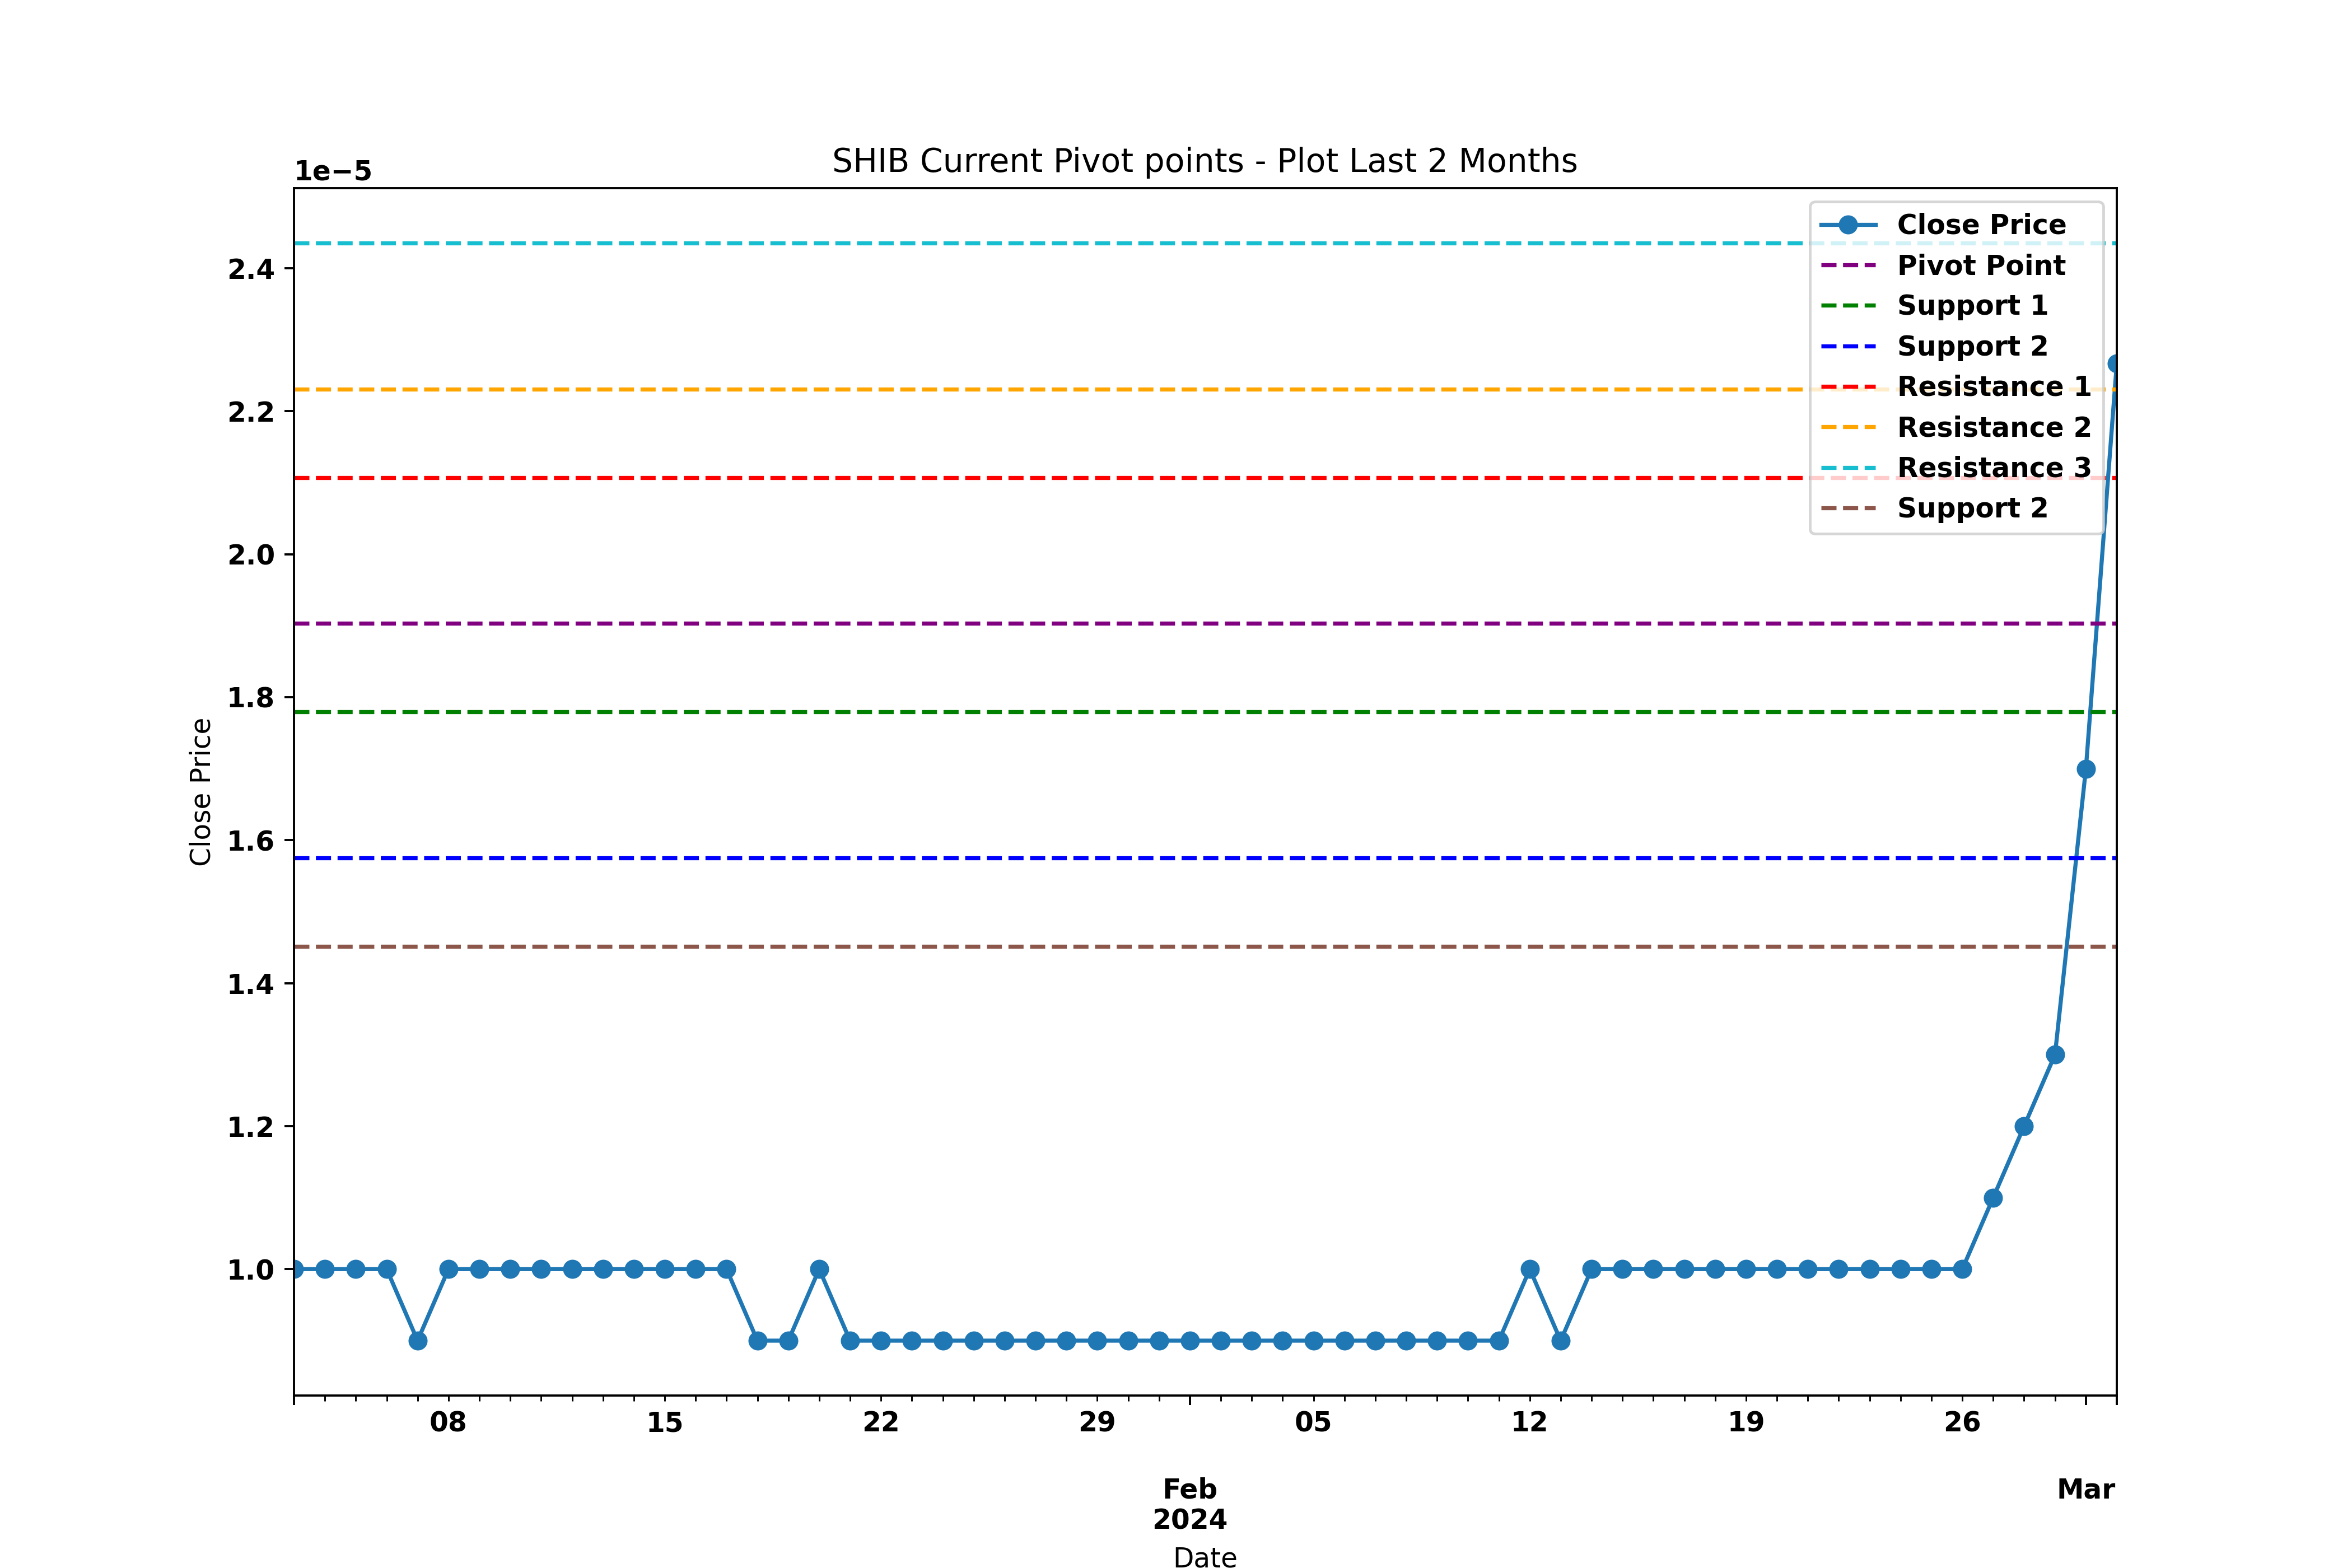 SHIB Current Pivot points - Plot Last 2 Months
1e−5
Close Price
Pivot Point
Support 1
Support 2
Resistance 1
Resistance 2
Resistance 3
Support 2
2.4
2.2
2.0
1.8
1.6
1.4
1.2
1.0
Close Price
08 15 22 29 05 12 19 26
Feb Mar
2024
Date